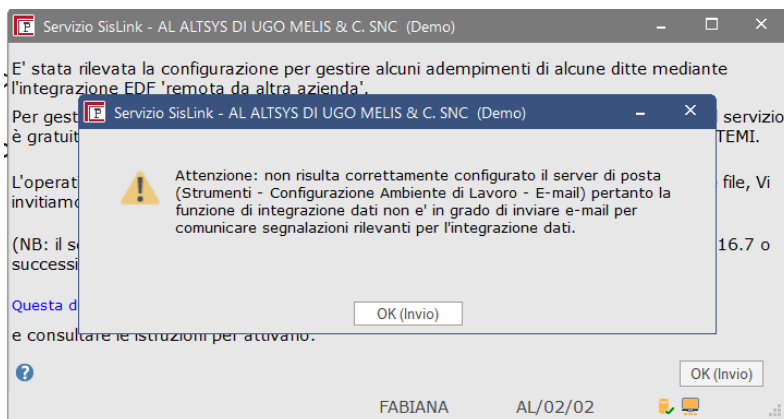 Servizio SisLink - AL ALTSYS DI UGO MELIS & C. SNC (Demo)
E' stata rilevata la configurazione per gestire alcuni adempimenti di alcune ditte mediante
l'integrazione EDF 'remota da altra azienda'.
Per gest
servizio
è gratuit
TEMI.
L'operat
file, Vi
invitiamo
(NB: il s
16.7 o
successi
Questa d
e consultare le istruzioni per attivarlo.
Servizio SisLink - AL ALTSYS DI UGO MELIS & C. SNC (Demo)
Attenzione: non risulta correttamente configurato il server di posta
(Strumenti - Configurazione Ambiente di Lavoro - E-mail) pertanto la
funzione di integrazione dati non e' in grado di inviare e-mail per
comunicare segnalazioni rilevanti per l'integrazione dati.
OK (Invio)
OK (Invio)
FABIANA AL/02/02